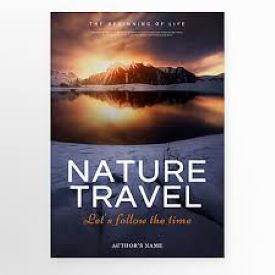 THE BEGINNING OF LIFE
NATURE
TRAVEL
Let's follow the time
AUTHOR'S NAME